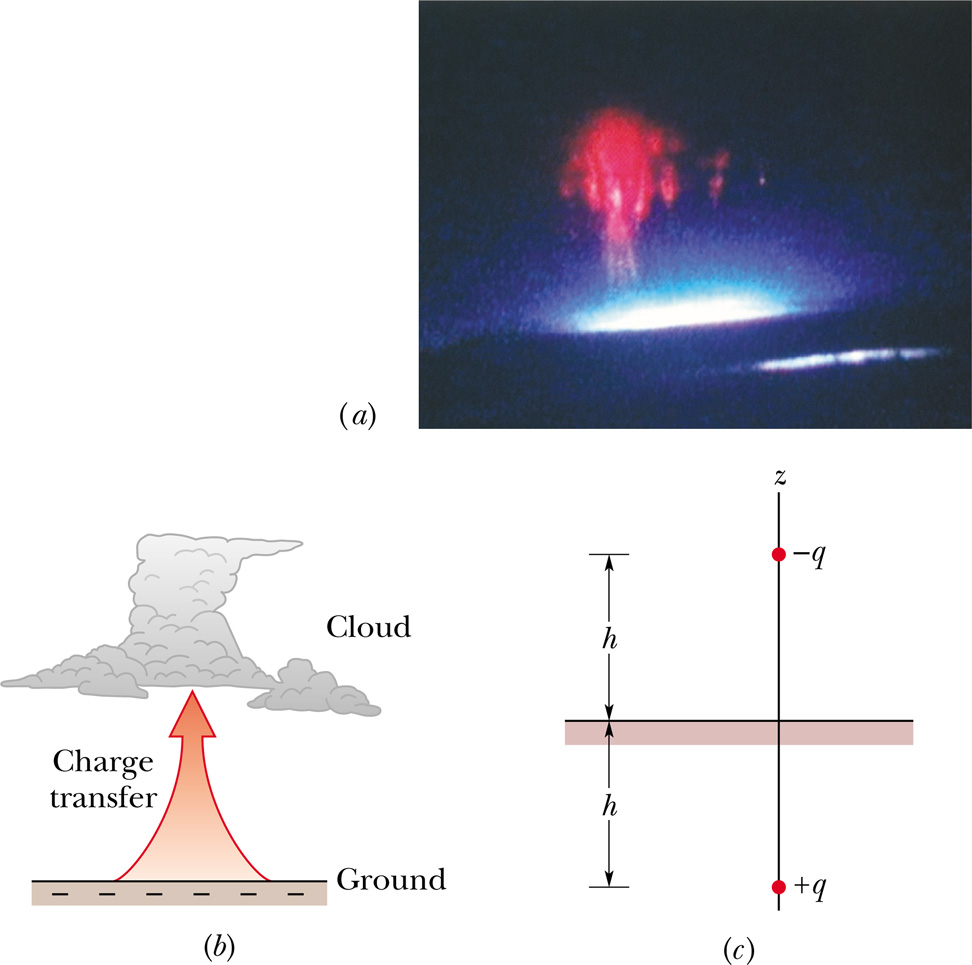 (a)
Cloud
Charge
transfer
Ground
(b)
z
−q
h
h
+q
(c)